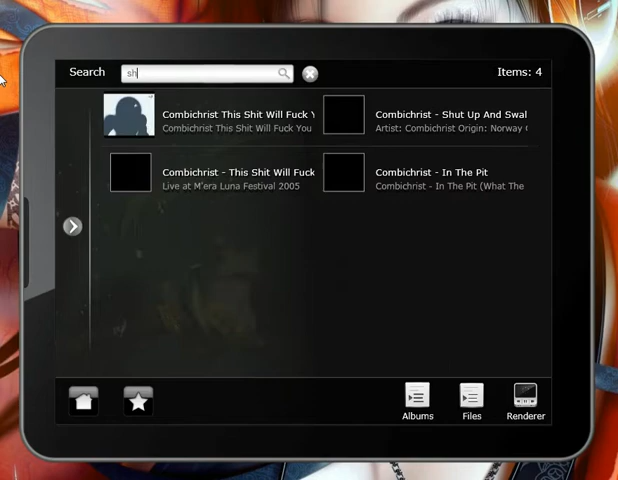 Search
sh
Items: 4
Combichrist This Shit Will Fuck Y
Combichrist This Shit Will Fuck You
Combichrist - Shut Up And Swal
Artist: Combichrist Origin: Norway
Combichrist - This Shit Will Fuck
Live at M'era Luna Festival 2005
Combichrist - In The Pit
Combichrist - In The Pit (What The
Albums
Files
Renderer